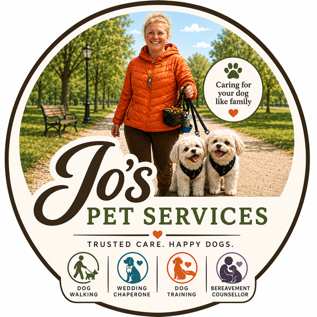 Caring for
your dog
like family
Jo's
PET SERVICES
TRUSTED CARE. HAPPY DOGS.
DOG
WALKING
WEDDING
CHAPERONE
DOG
TRAINING
BEREAVEMENT
COUNSELLOR